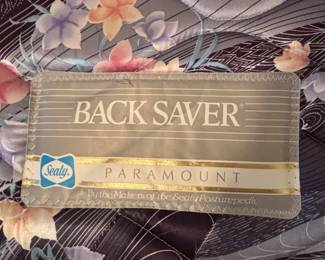 BACK SAVER®
Sealy
PARAMOUNT
By the Makers of the Sealy Posturepedic